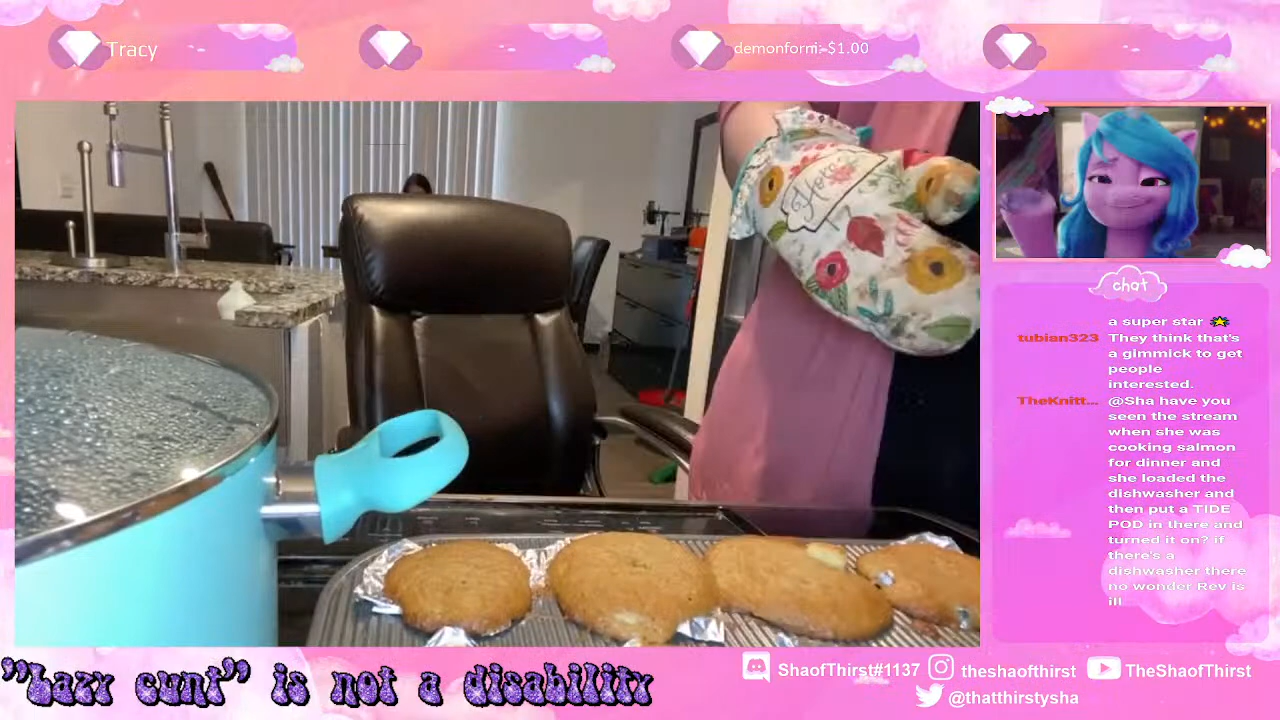 Tracy
demonform: $1.00
Here
chat
a super star
tubian323 They think that's
a gimmick to get
people
interested.
TheKnitt... @Sha have you
seen the stream
when she was
cooking salmon
for dinner and
she loaded the
dishwasher and
then put a TIDE
POD in there and
turned it on? if
there's a
dishwasher there
no wonder Rev is
ill
"Lazy cunt" is not a disability
ShaofThirst#1137 theshaofthirst TheShaofThirst
@thatthirstysha